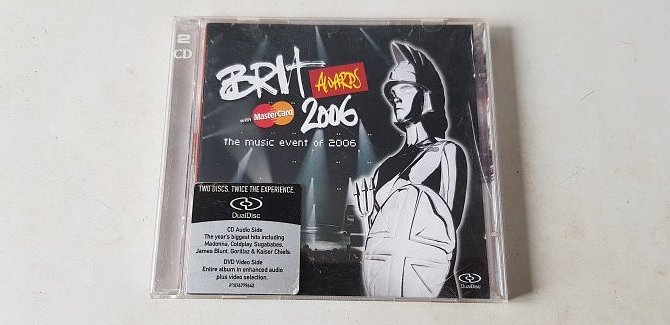 2
CD
BRIT
AWARDS
with MasterCard
2006
the music event of 2006
TWO DISCS. TWICE THE EXPERIENCE.
DualDisc
CD Audio Side
The year's biggest hits including
Madonna, Coldplay, Sugababes,
James Blunt, Gorillaz & Kaiser Chiefs.
DVD Video Side
Entire album in enhanced audio
plus video selection.
DualDisc